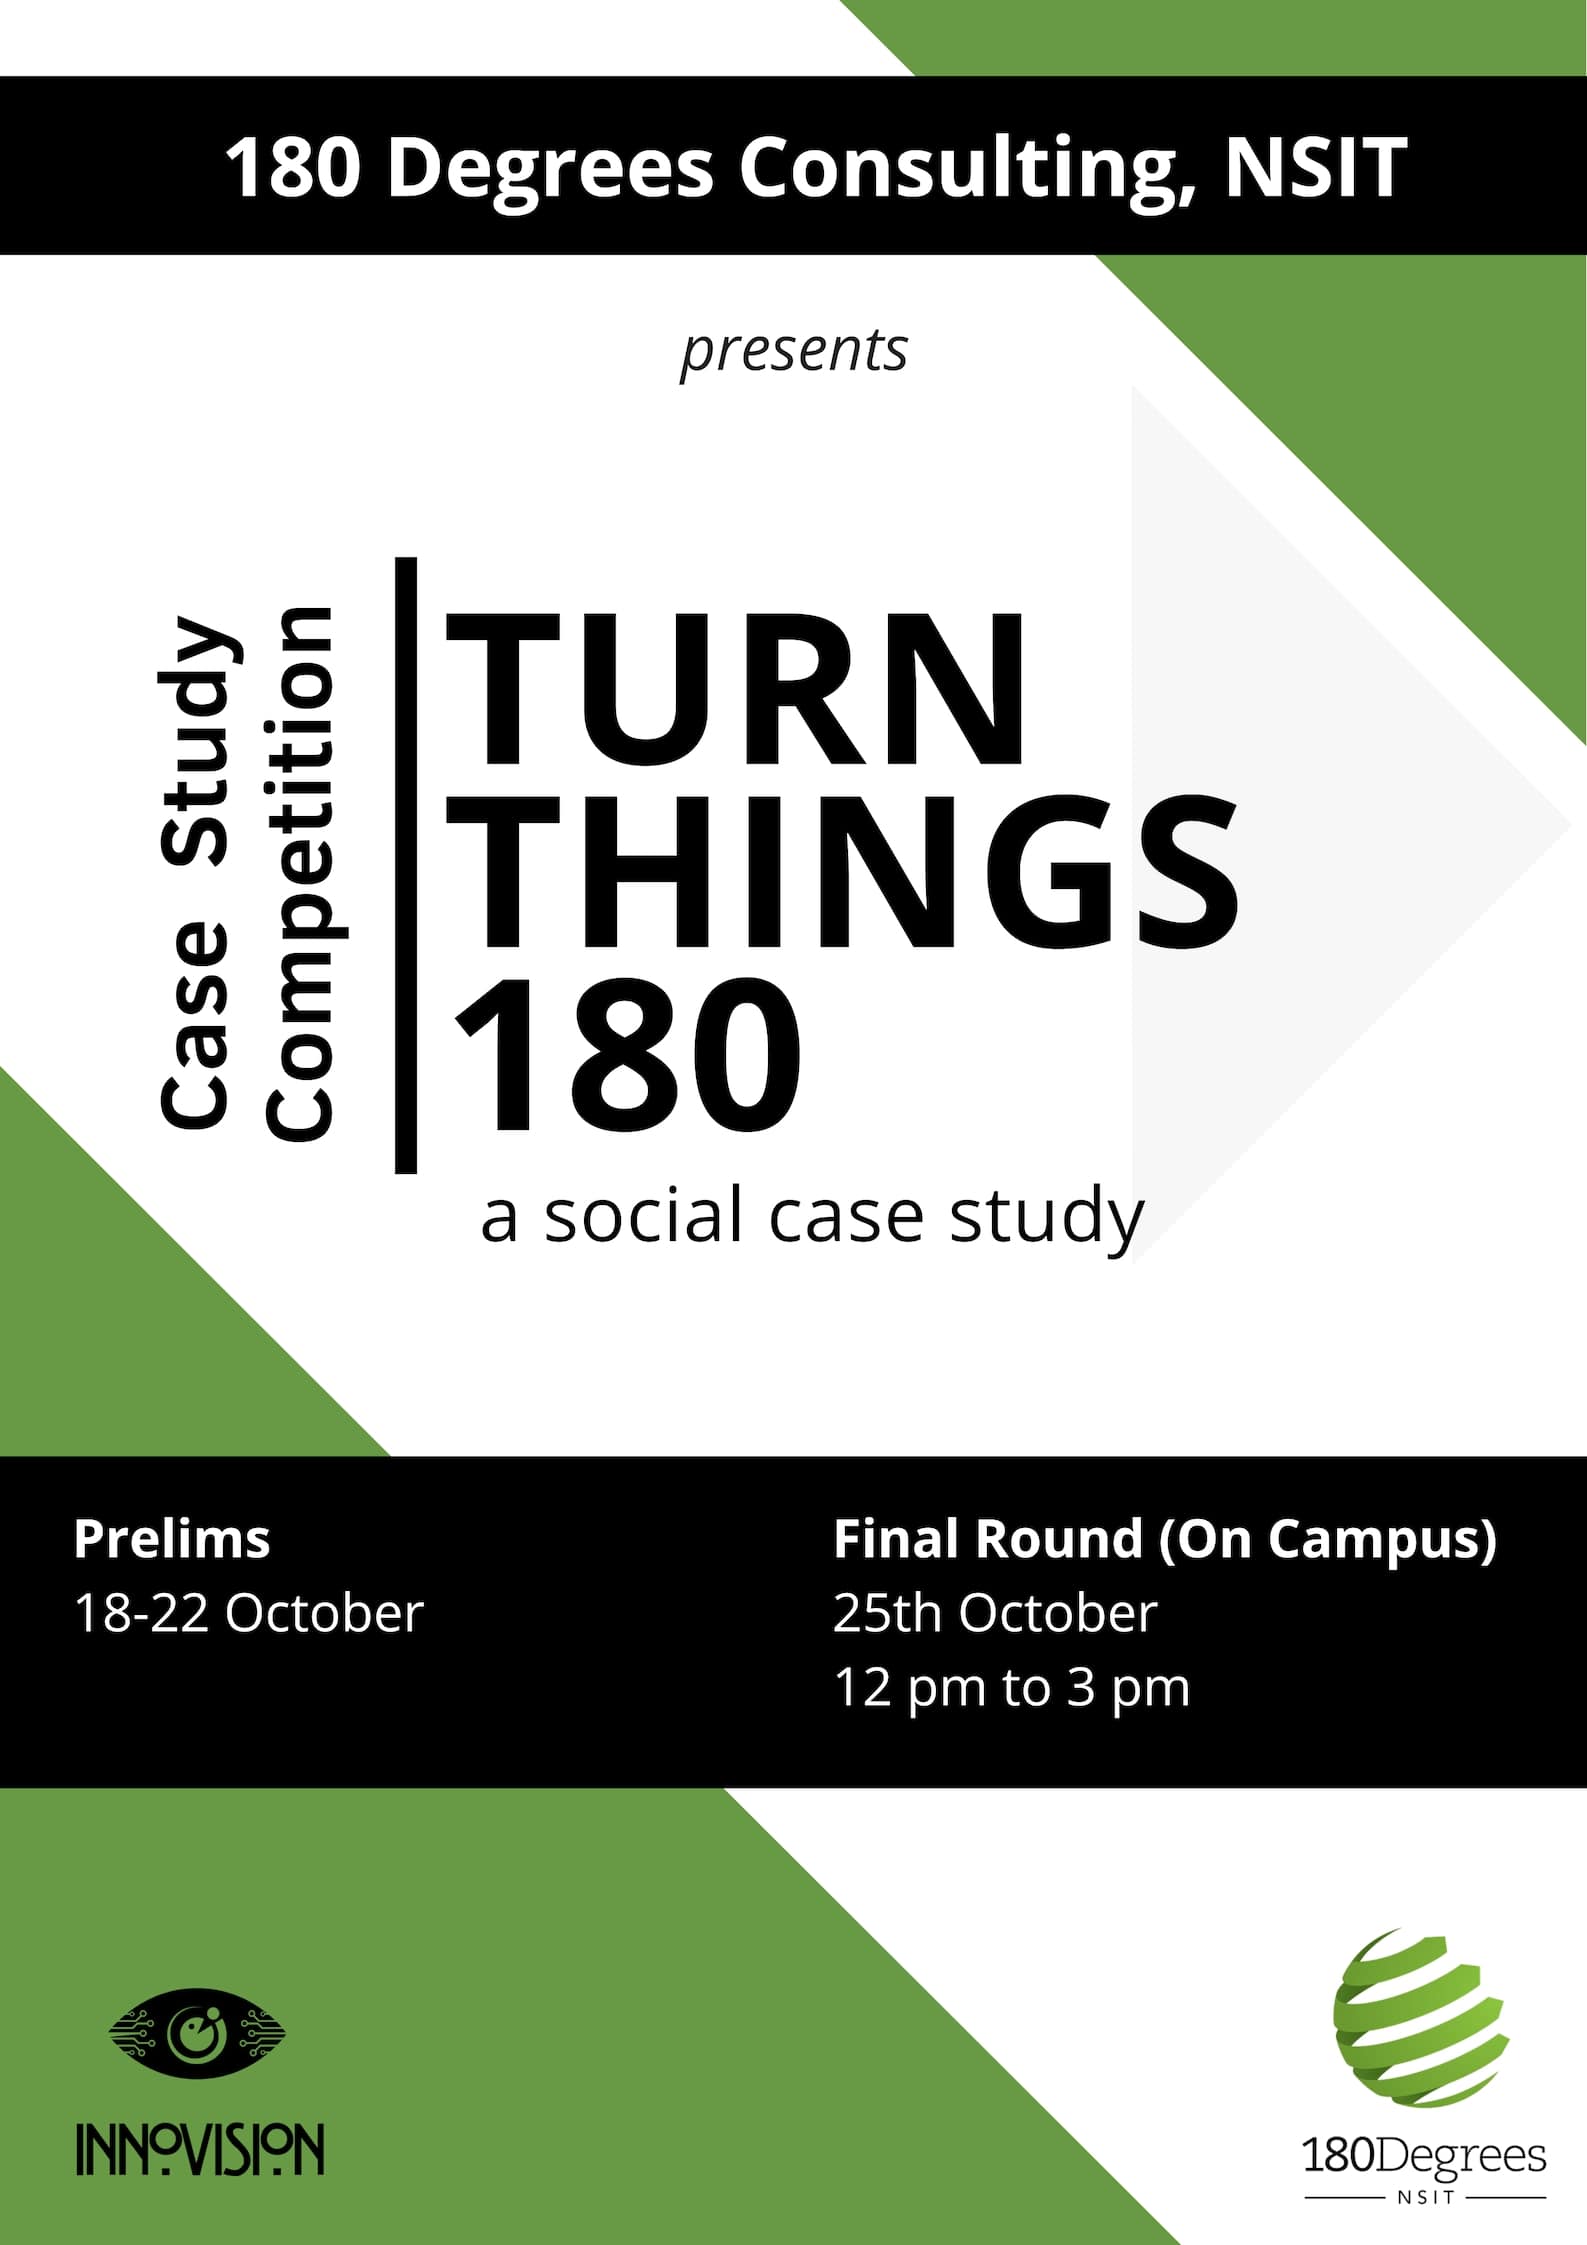 180 Degrees Consulting, NSIT
presents
Case Study
Competition
TURN
THINGS
180
a social case study
Prelims
18-22 October
Final Round (On Campus)
25th October
12 pm to 3 pm
INNOVISION
180Degrees
NSIT